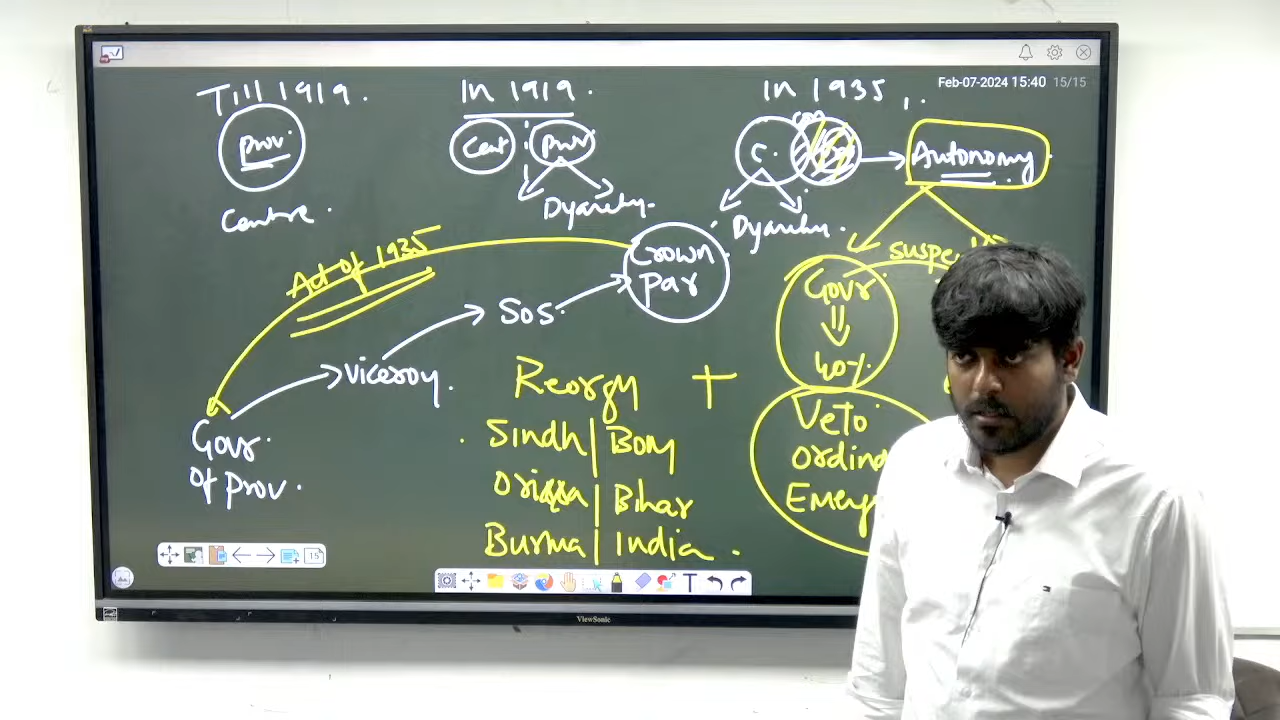 Feb-07-2024 15:40 15/15
Till 1919.
In 1919.
In 1935
Prov.
Centre.
Cent
Prov
Dyarchy.
C.
Autonomy
Dyarchy.
Act of 1935
Crown
Par
SOS.
Viceroy.
Govr.
of Prov.
Reorgn
+
Sindh | Bom
Orissa | Bihar
Burma | India.
Govr
40%
Veto
15
T
ViewSonic